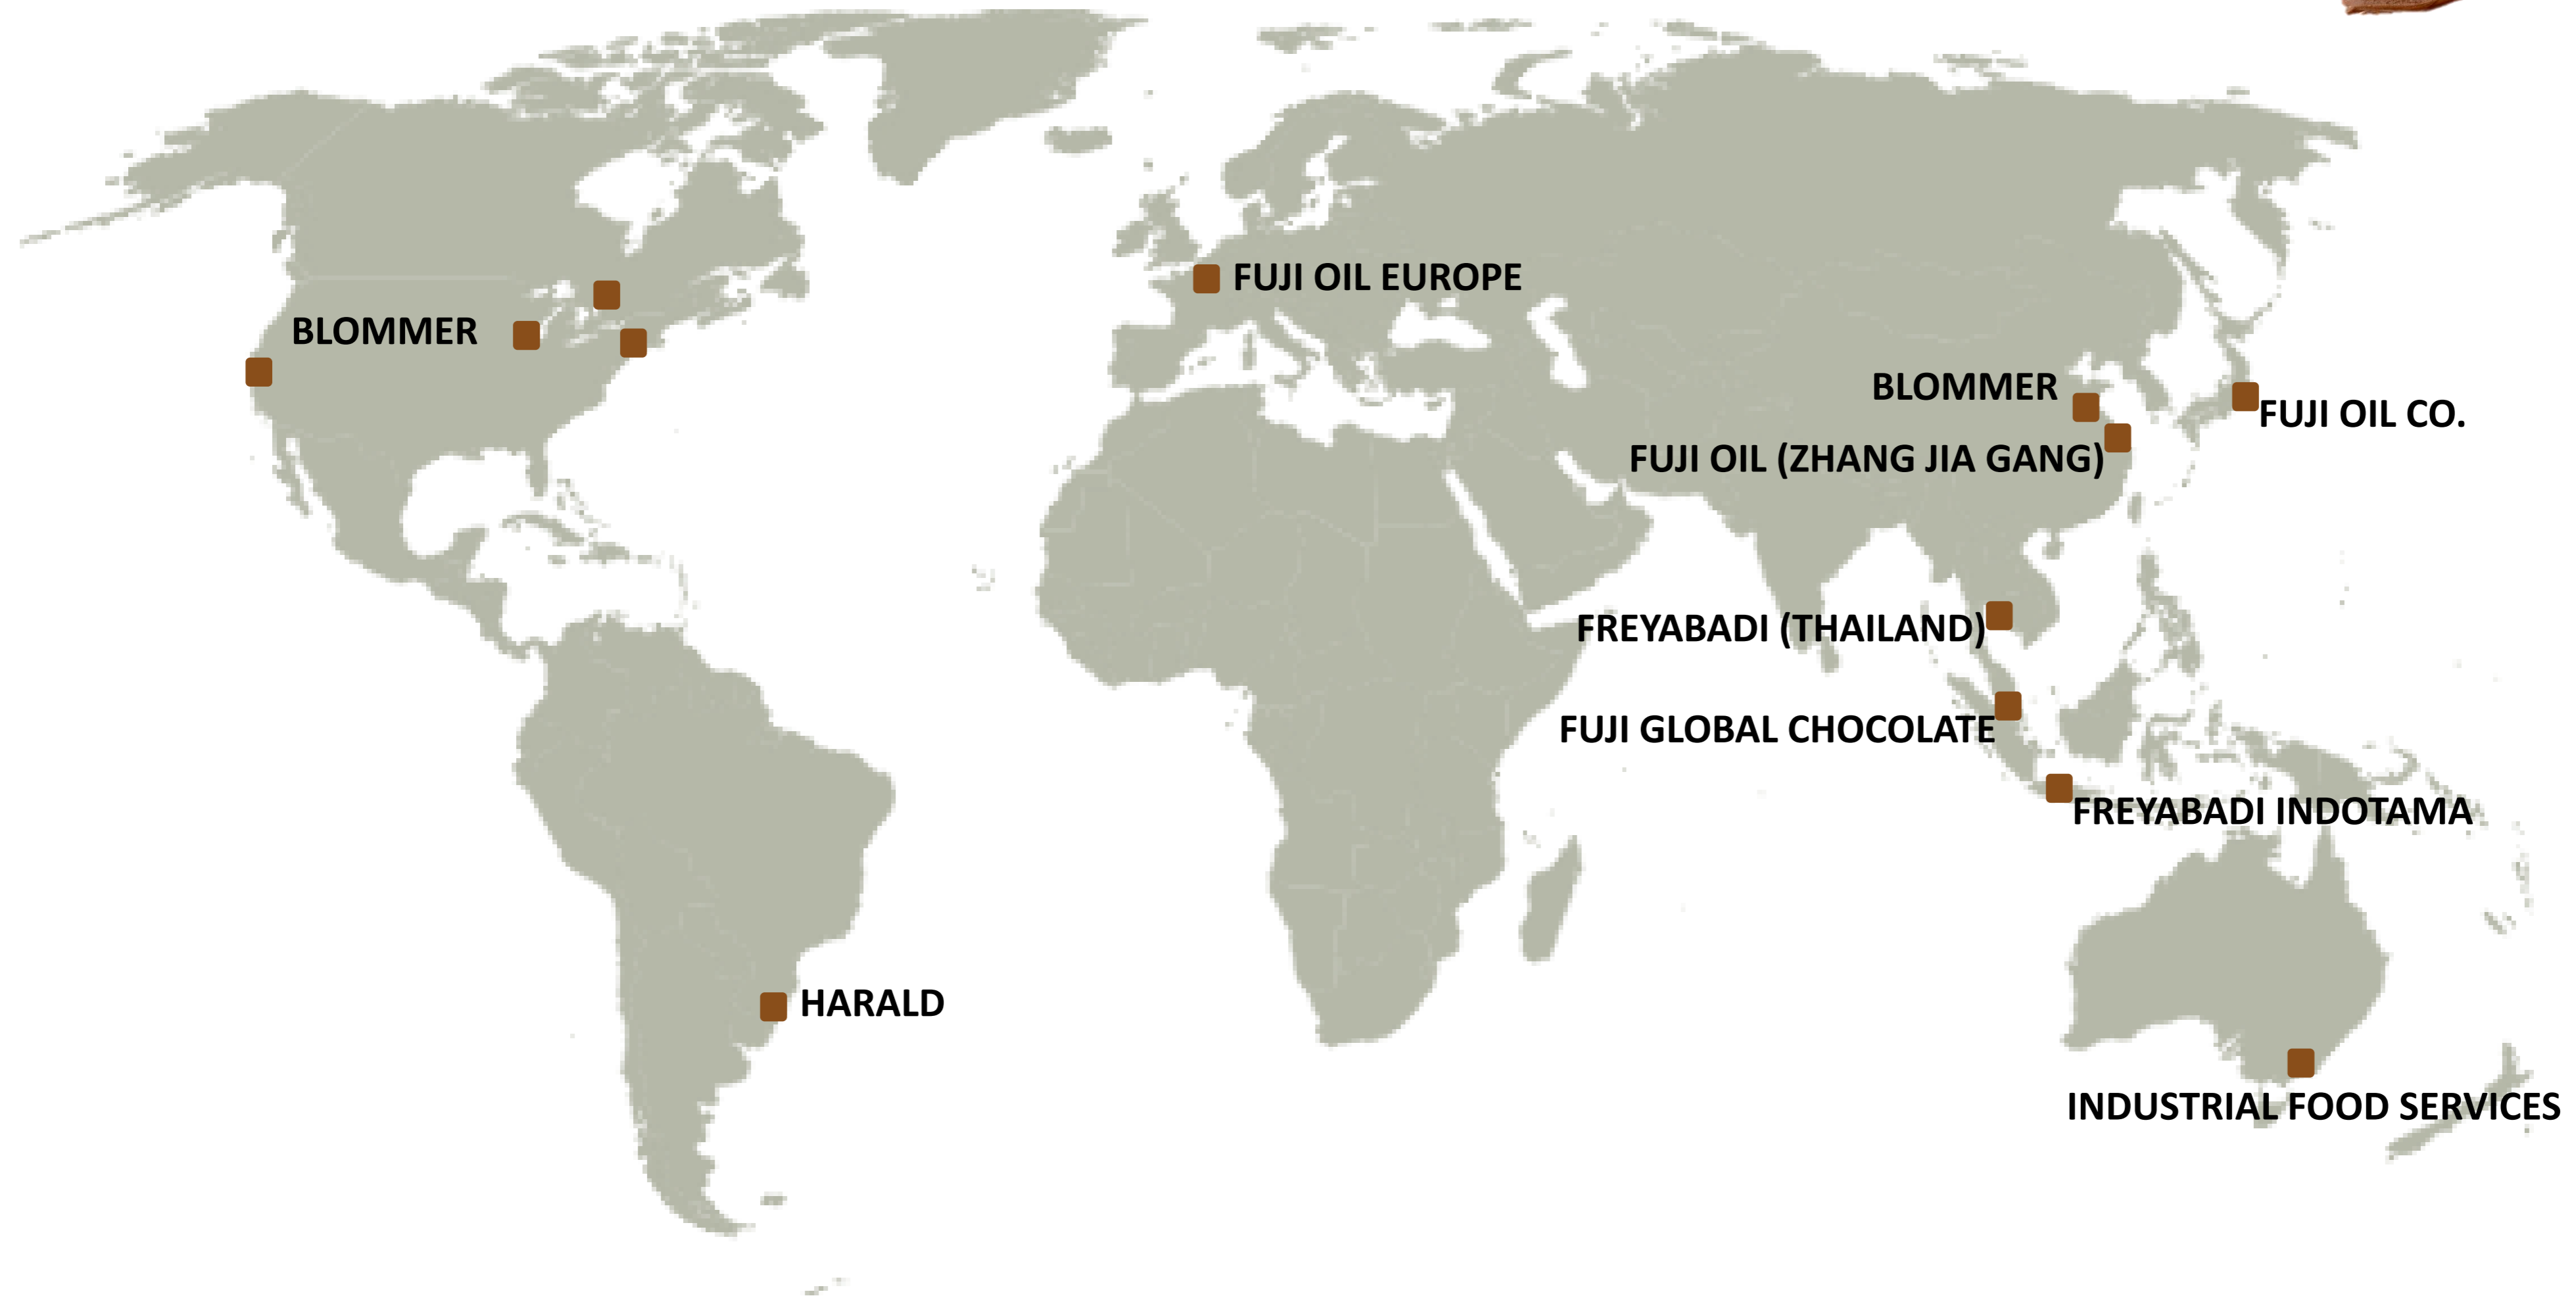 FUJI OIL EUROPE
BLOMMER
BLOMMER
FUJI OIL CO.
FUJI OIL (ZHANG JIA GANG)
FREYABADI (THAILAND)
FUJI GLOBAL CHOCOLATE
FREYABADI INDOTAMA
HARALD
INDUSTRIAL FOOD SERVICES